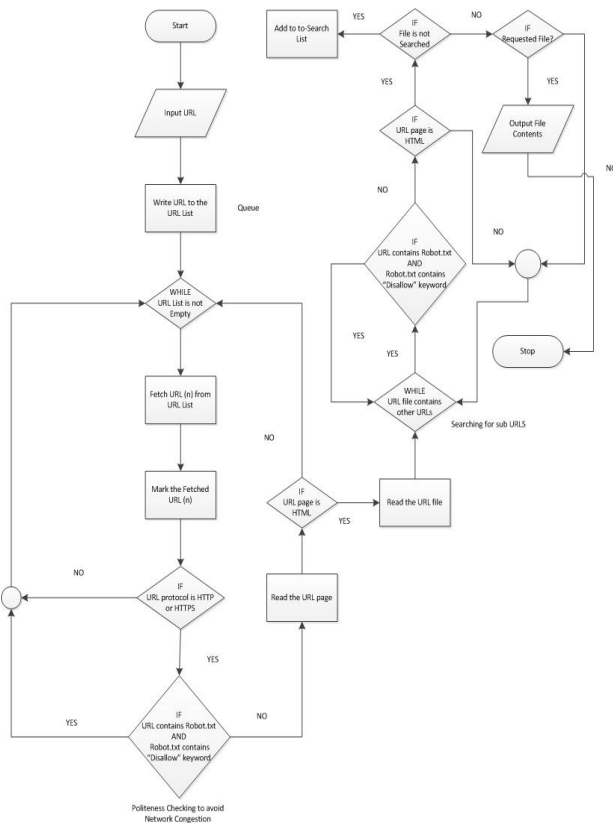 Start
Input URL
Write URL to the
URL List
Queue
WHILE
URL List is not
Empty
Fetch URL (n) from
URL List
Mark the Fetched
URL (n)
NO
IF
URL protocol is HTTP
or HTTPS
YES
YES
IF
URL contains Robot.txt
AND
Robot.txt contains
"Disallow" keyword
NO
Politeness Checking to avoid
Network Congestion
Read the URL page
NO
IF
URL page is
HTML
YES
Read the URL file
WHILE
URL file contains
other URLs
Searching for sub URLS
YES
YES
IF
URL contains Robot.txt
AND
Robot.txt contains
"Disallow" keyword
NO
IF
URL page is
HTML
NO
YES
IF
File is not
Searched
YES
Add to to-Search
List
NO
IF
Requested File?
YES
Output File
Contents
NO
Stop